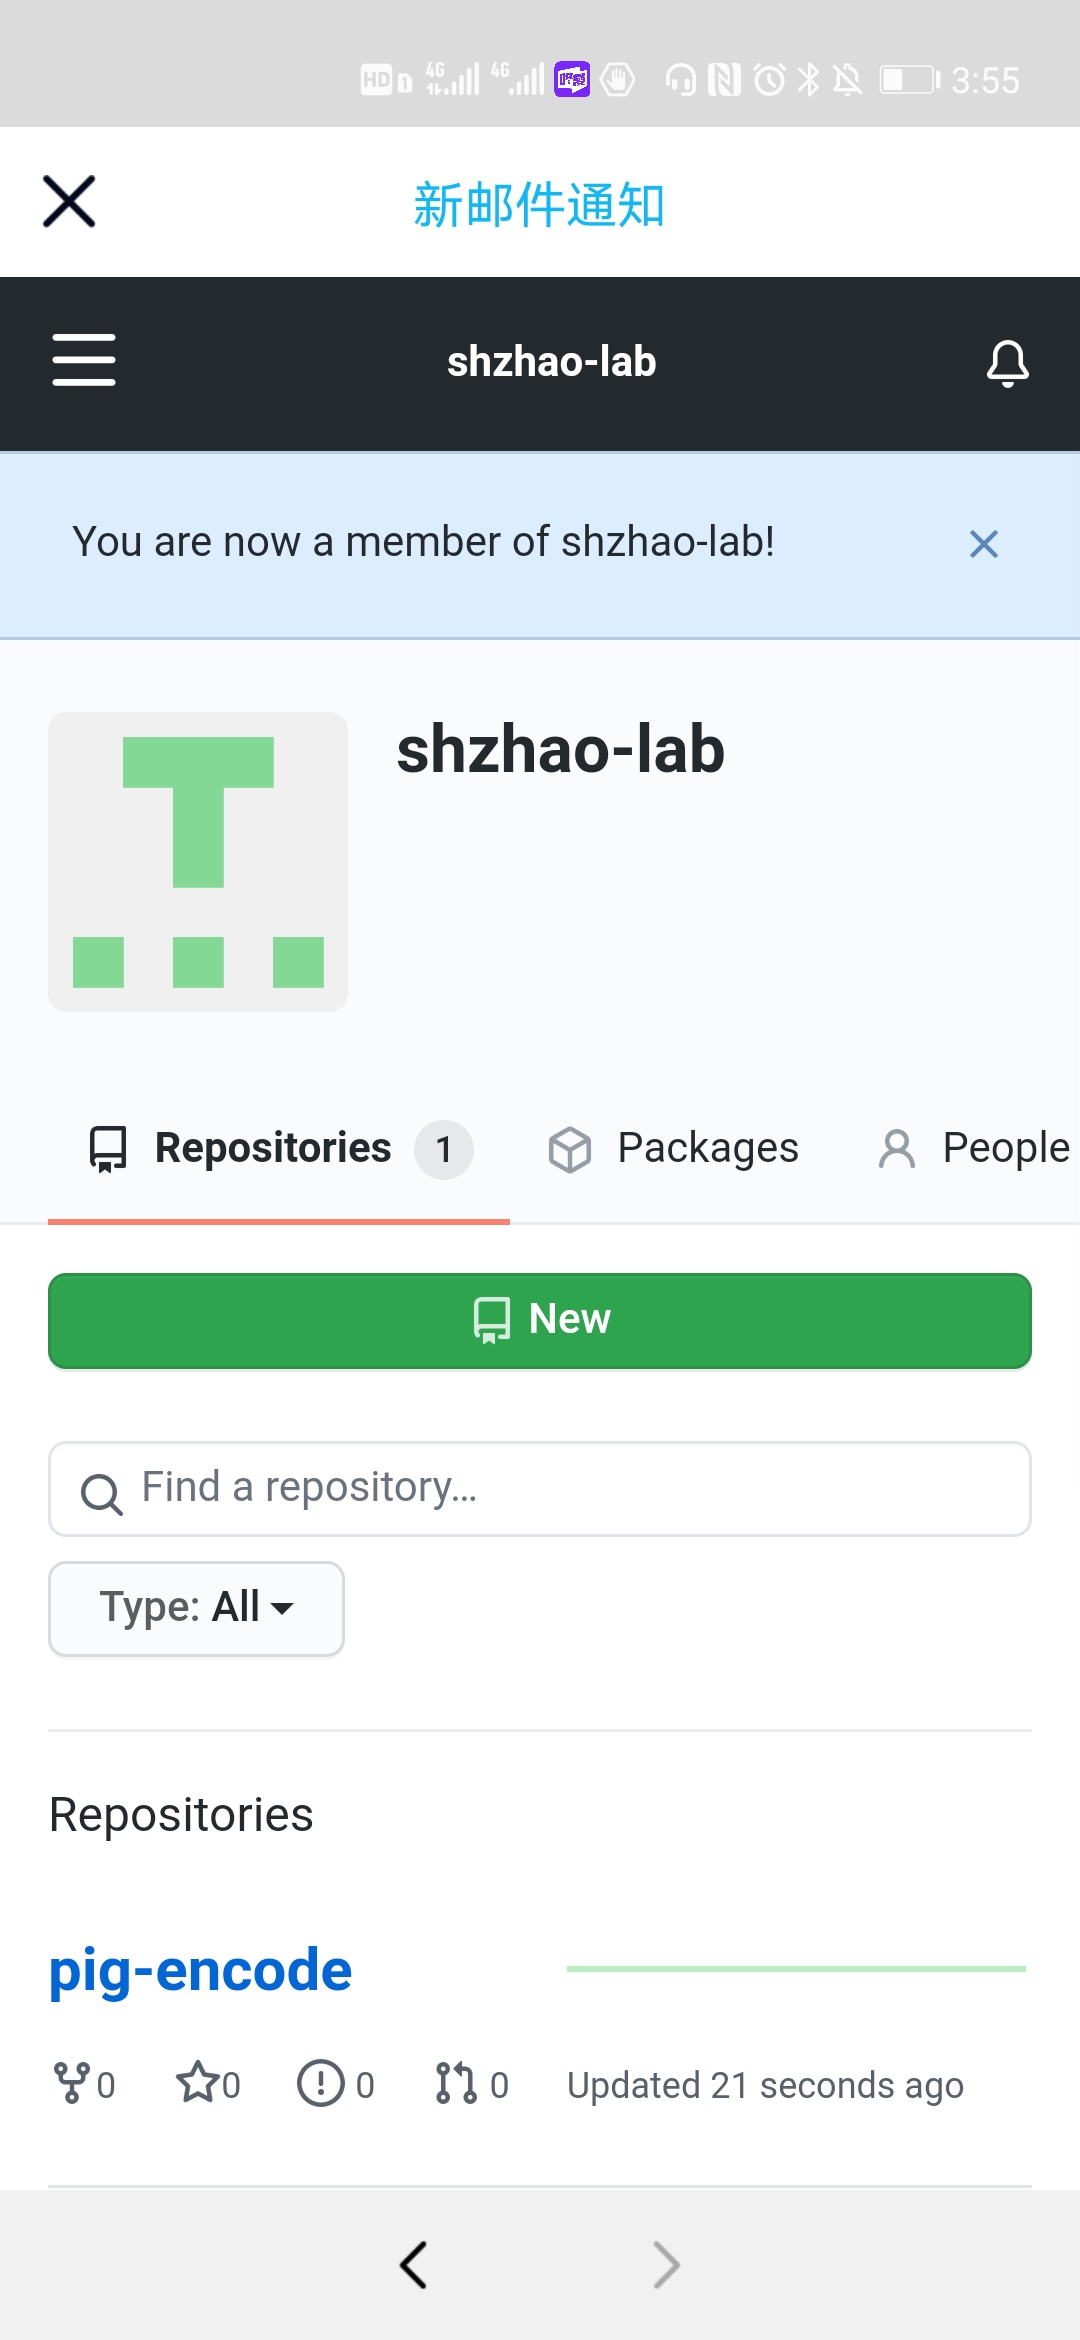 HD 1 4G 4G 3:55
新邮件通知
shzhao-lab
You are now a member of shzhao-lab!
shzhao-lab
Repositories 1 Packages People
New
Find a repository…
Type: All
Repositories
pig-encode
0 0 0 0 Updated 21 seconds ago